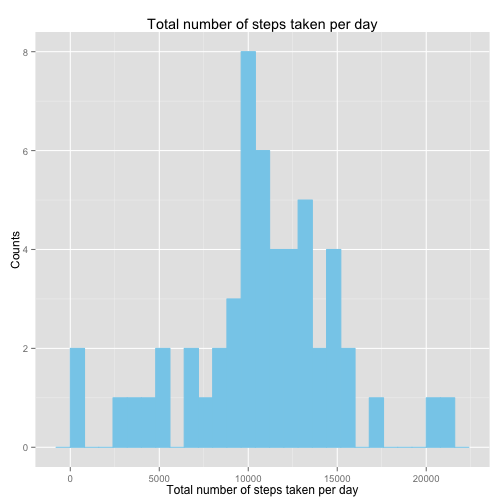 Total number of steps taken per day
8
6
4
2
0
Counts
0 5000 10000 15000 20000
Total number of steps taken per day